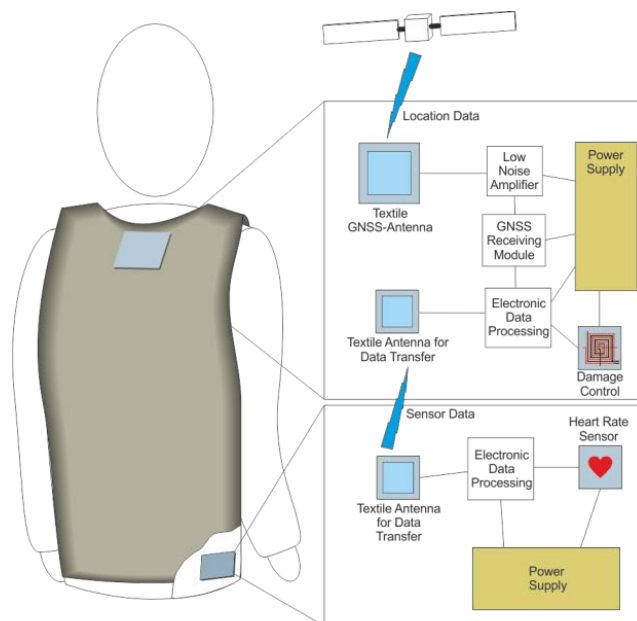 Location Data
Power
Supply
Low
Noise
Amplifier
Textile
GNSS-Antenna
GNSS
Receiving
Module
Electronic
Data
Processing
Textile Antenna for
Data Transfer
Damage
Control
Sensor Data
Heart Rate
Sensor
Electronic
Data
Processing
Textile Antenna
for Data
Transfer
Power
Supply